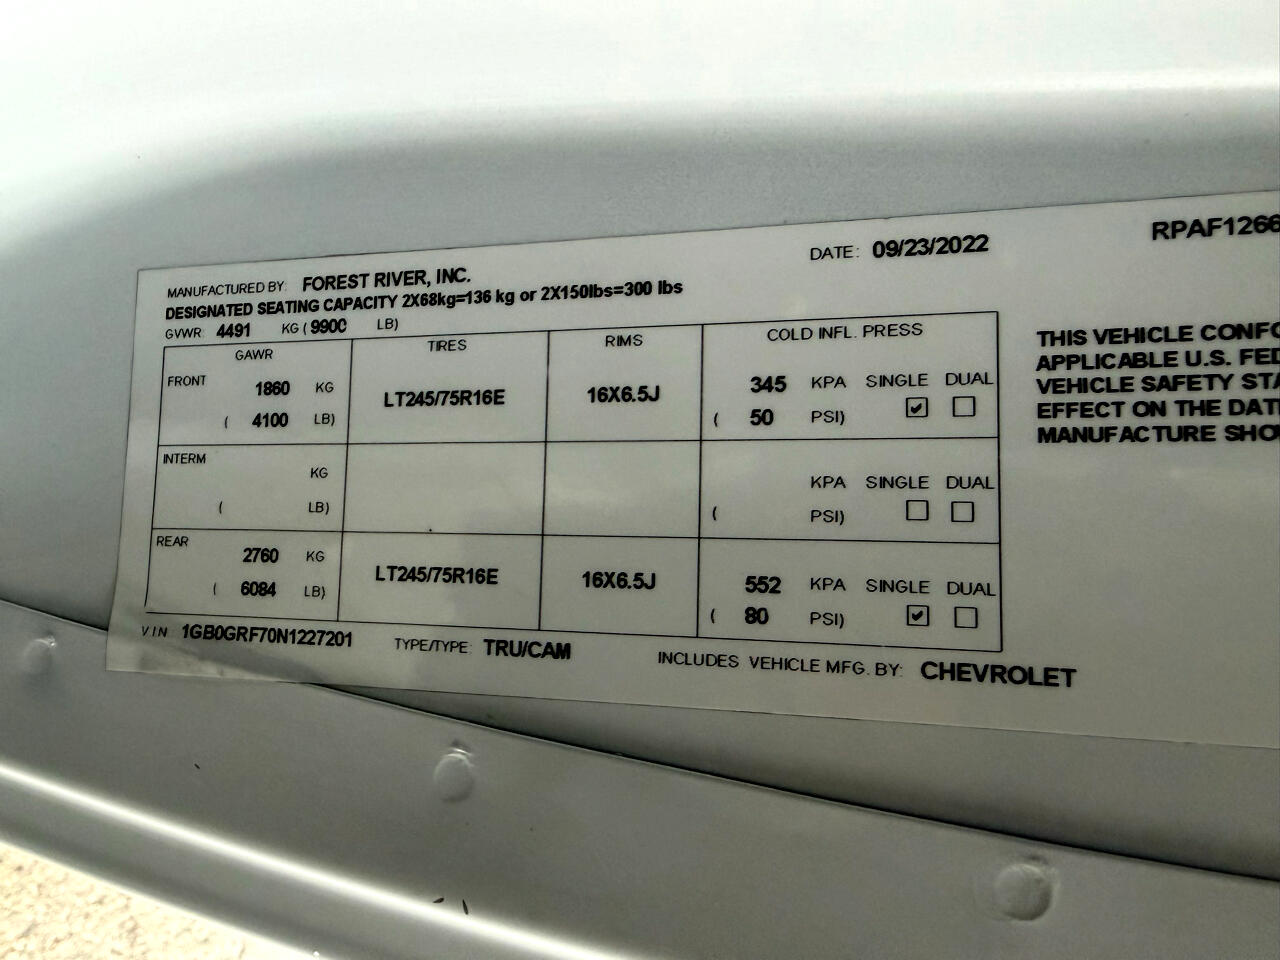 RPAF1266
DATE: 09/23/2022
MANUFACTURED BY: FOREST RIVER, INC.
DESIGNATED SEATING CAPACITY 2X68kg=136 kg or 2X150lbs=300 lbs
GVWR 4491 KG (9900 LB)
GAWR TIRES RIMS COLD INFL. PRESS
FRONT 1860 KG LT245/75R16E 16X6.5J 345 KPA SINGLE DUAL
( 4100 LB) ( 50 PSI)
INTERM KG KPA SINGLE DUAL
( LB) ( PSI)
REAR 2760 KG LT245/75R16E 16X6.5J 552 KPA SINGLE DUAL
( 6084 LB) ( 80 PSI)
VIN 1GB0GRF70N1227201 TYPE/TYPE: TRU/CAM INCLUDES VEHICLE MFG. BY: CHEVROLET
THIS VEHICLE CONFO
APPLICABLE U.S. FED
VEHICLE SAFETY STA
EFFECT ON THE DAT
MANUFACTURE SHO